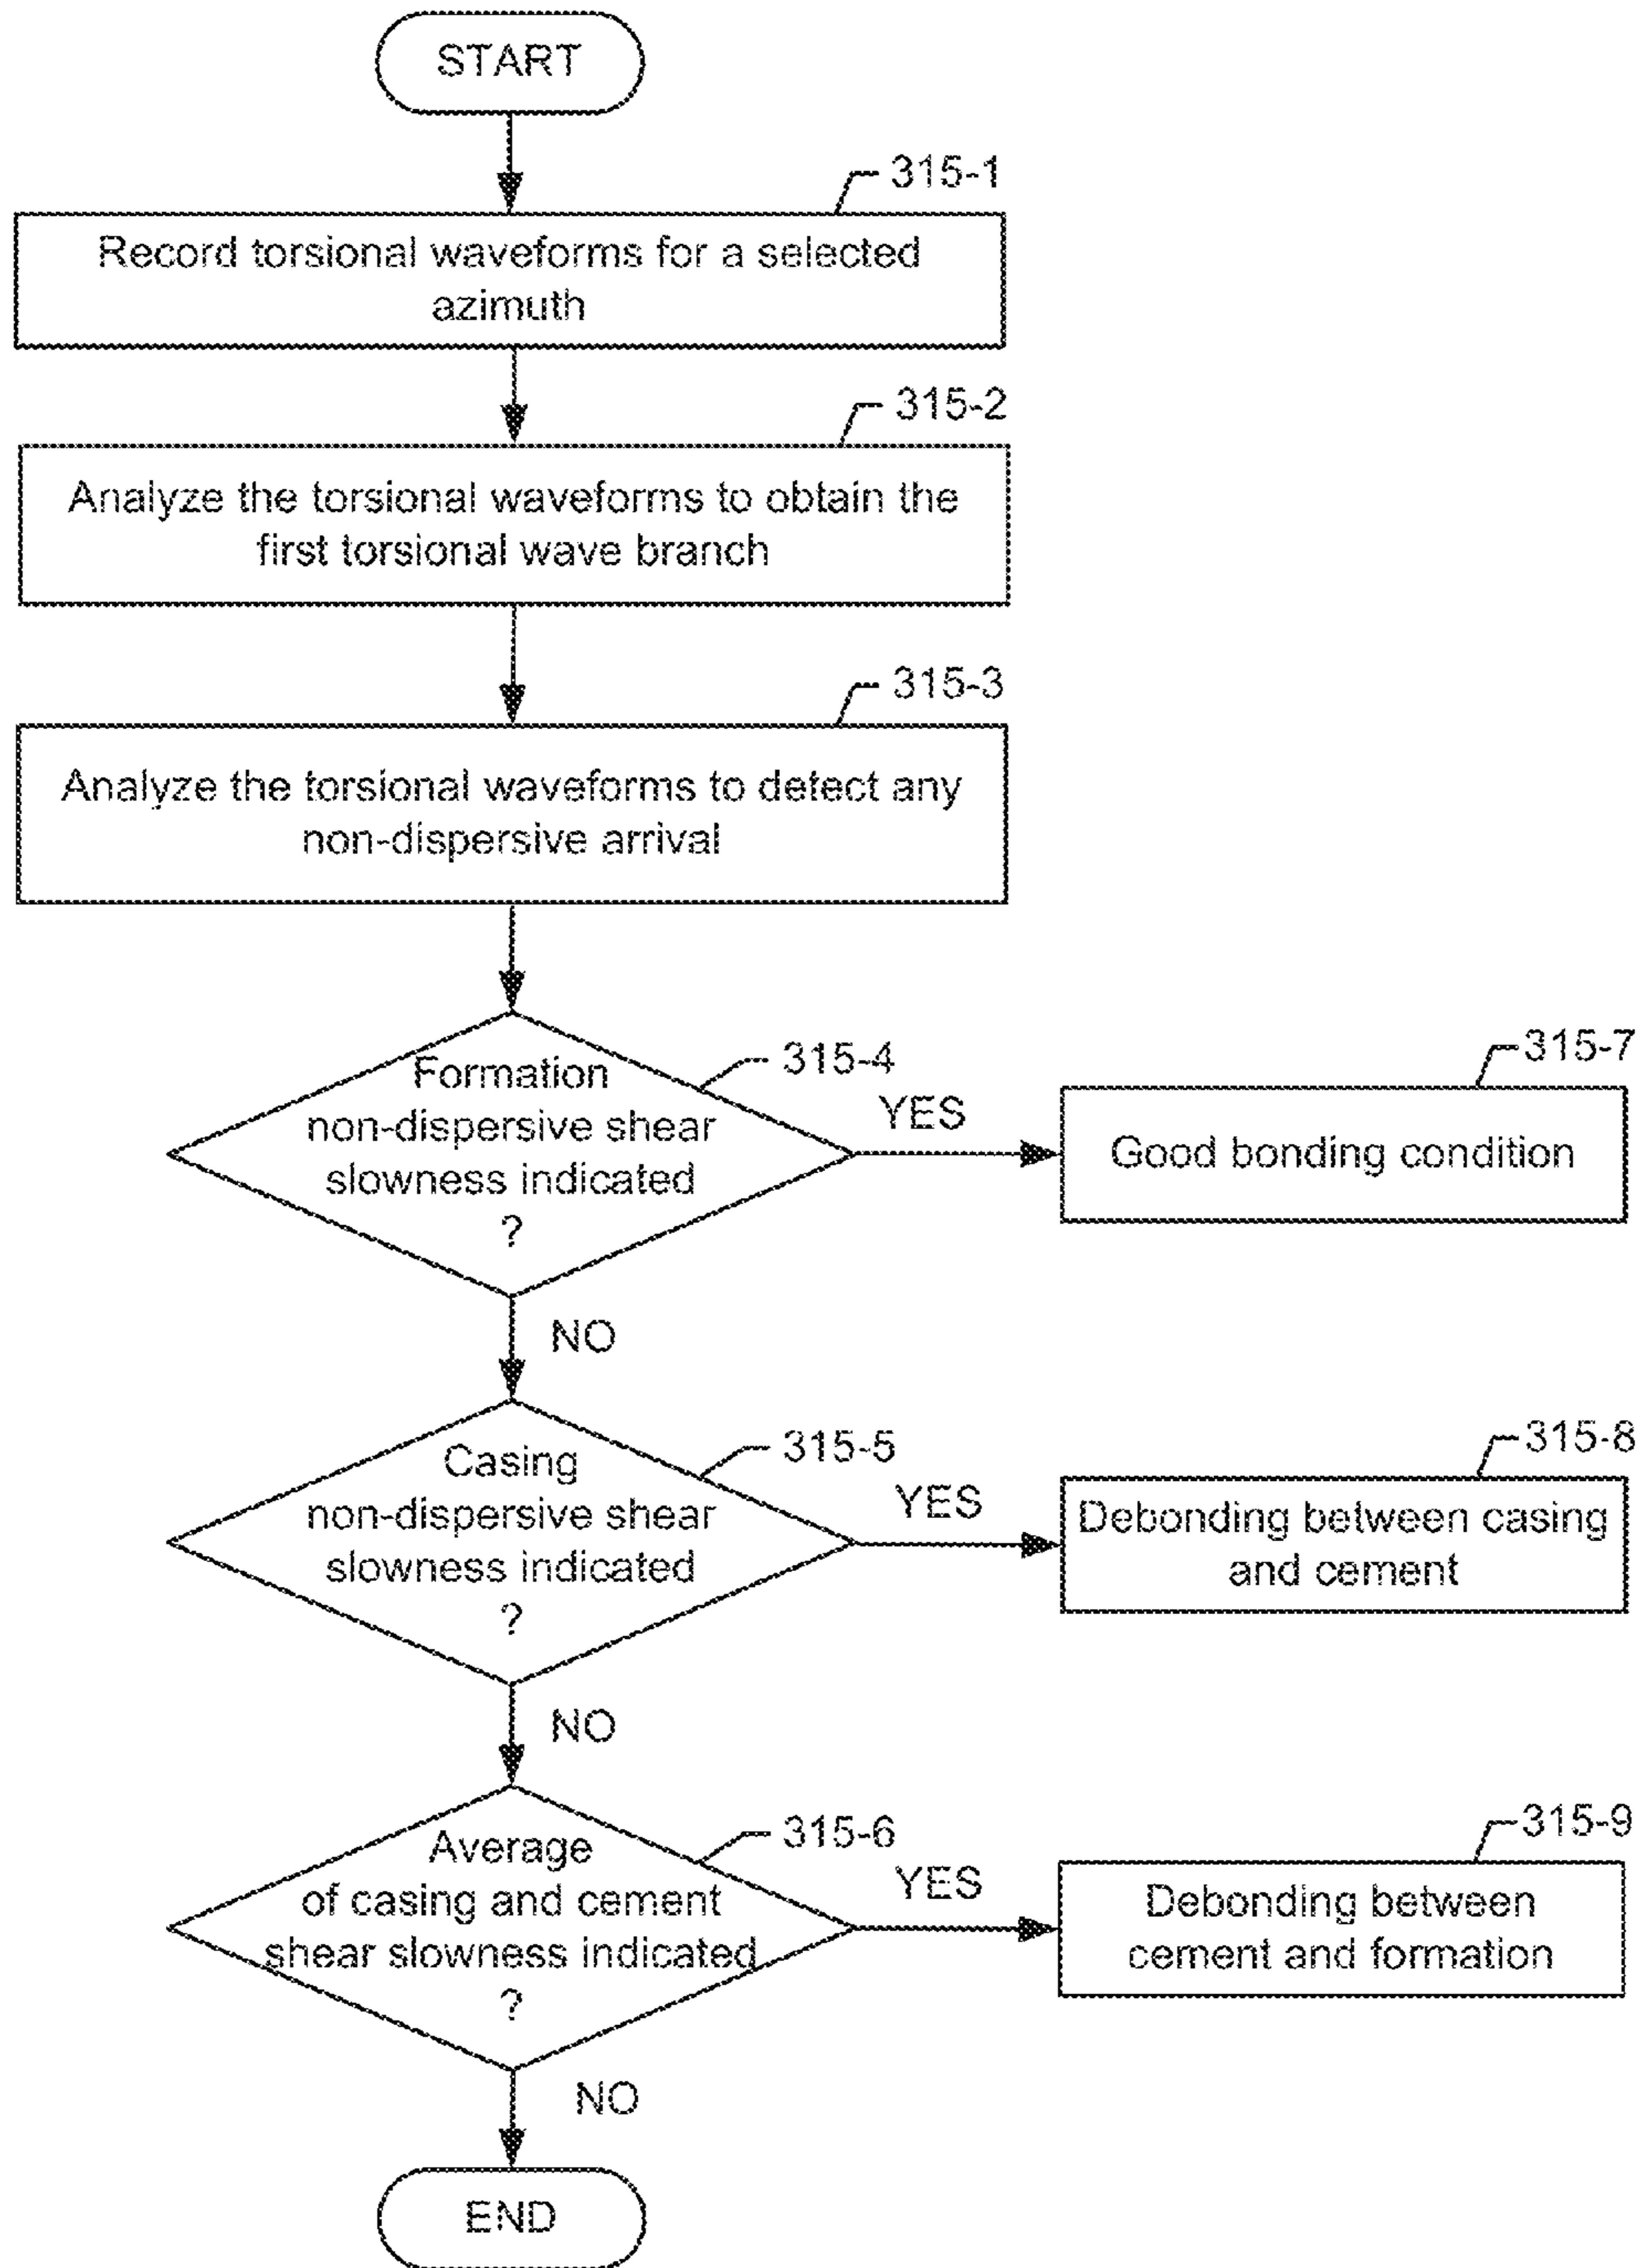 START
315-1
Record torsional waveforms for a selected
azimuth
315-2
Analyze the torsional waveforms to obtain the
first torsional wave branch
315-3
Analyze the torsional waveforms to detect any
non-dispersive arrival
315-4
Formation
non-dispersive shear
slowness indicated
?
YES
315-7
Good bonding condition
NO
315-5
Casing
non-dispersive shear
slowness indicated
?
YES
315-8
Debonding between casing
and cement
NO
315-6
Average
of casing and cement
shear slowness indicated
?
YES
315-9
Debonding between
cement and formation
NO
END